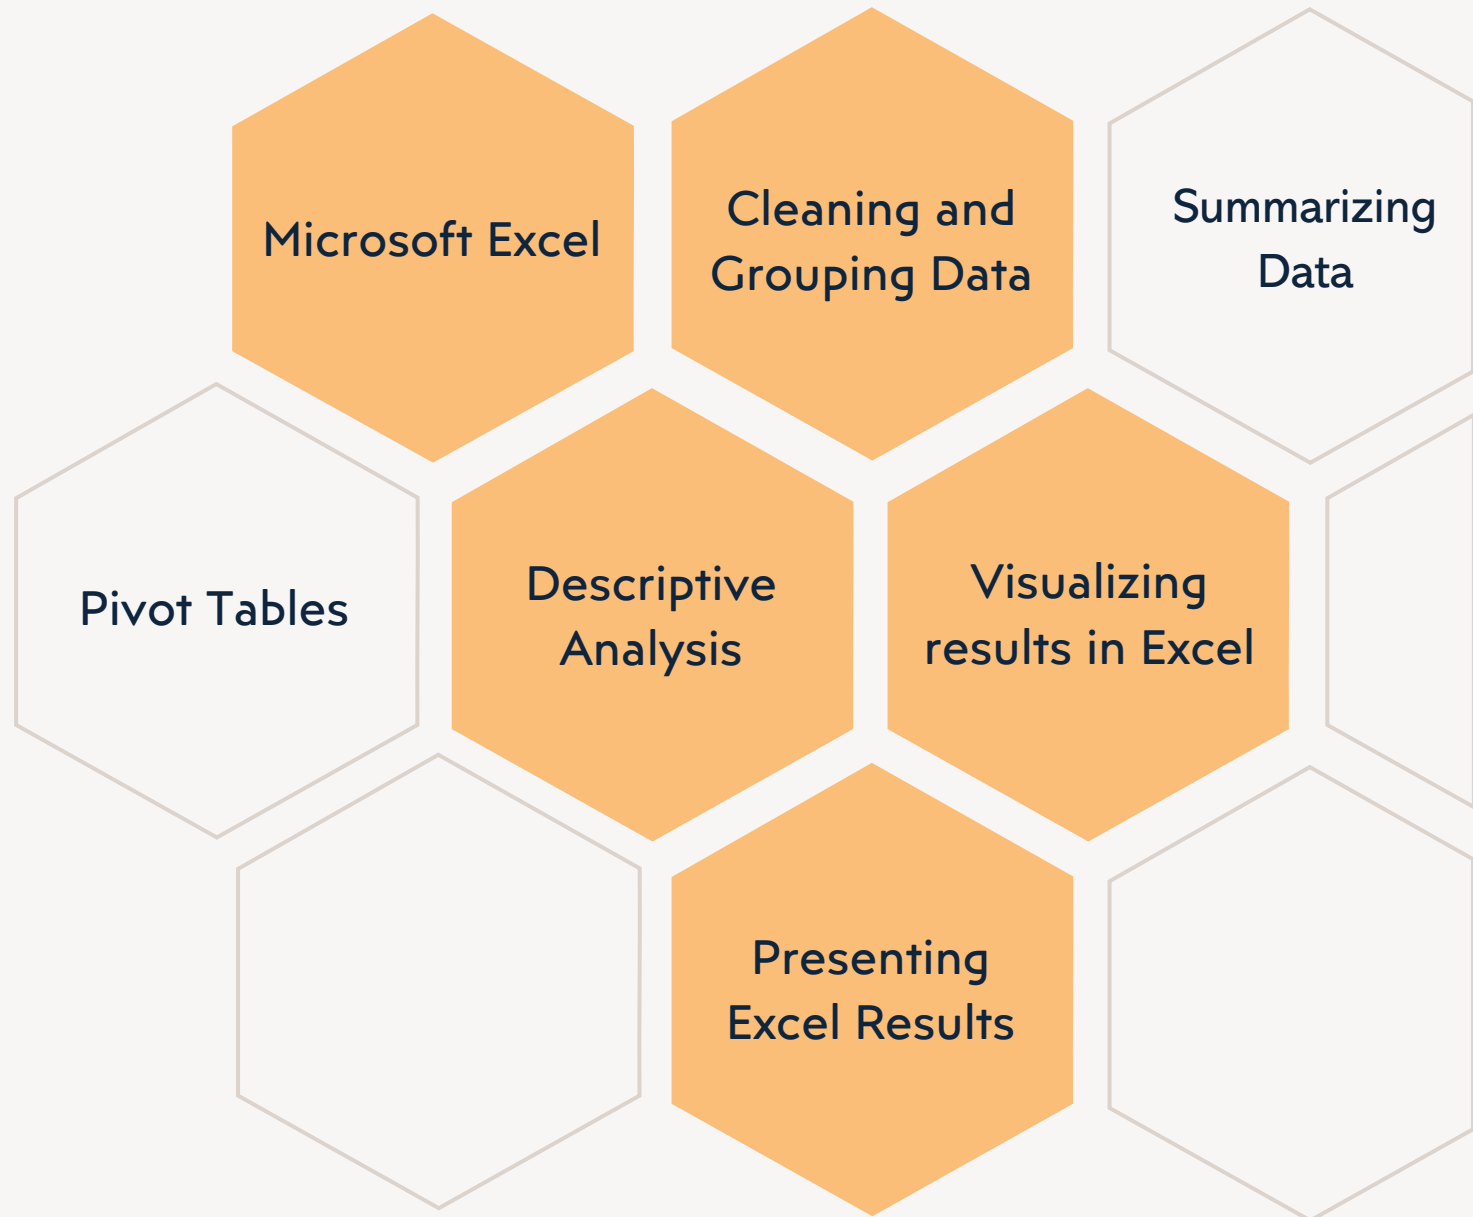 Microsoft Excel
Cleaning and
Grouping Data
Summarizing
Data
Pivot Tables
Descriptive
Analysis
Visualizing
results in Excel
Presenting
Excel Results